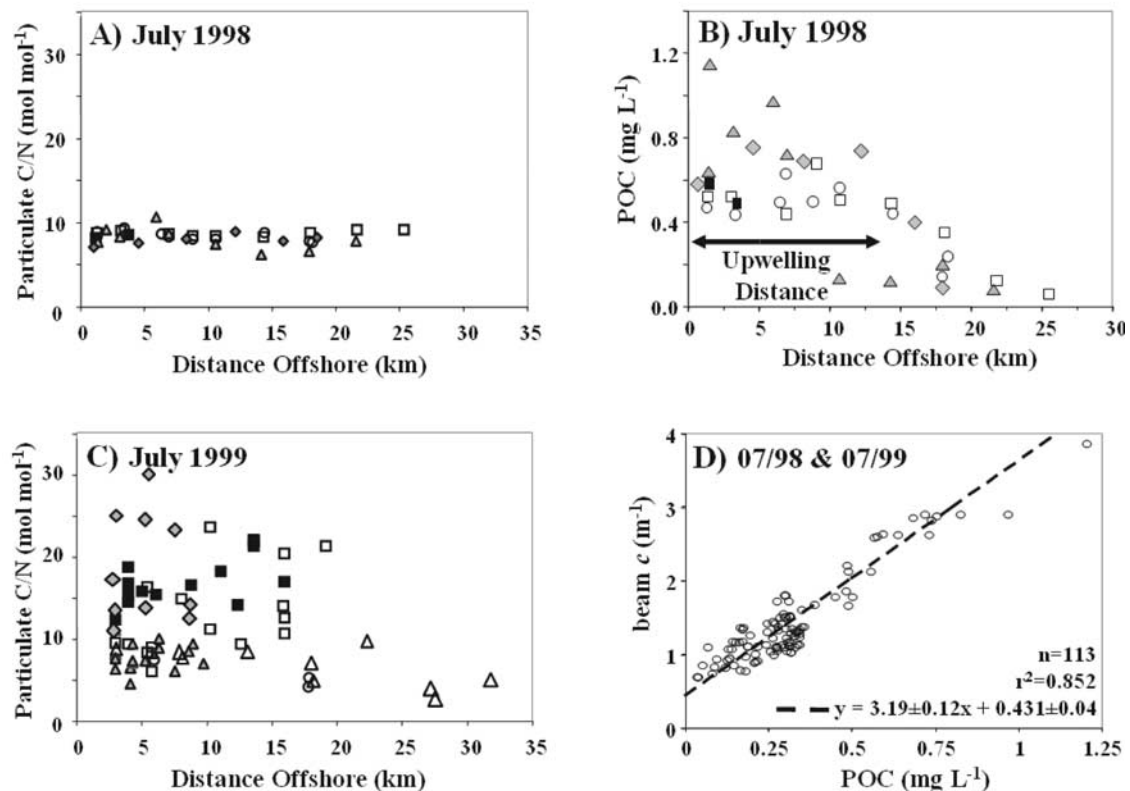 A) July 1998
Particulate C/N (mol mol⁻¹)
30
20
10
0
0 5 10 15 20 25 30 35
Distance Offshore (km)
B) July 1998
POC (mg L⁻¹)
1.2
0.8
0.4
0.0
Upwelling
Distance
0 5 10 15 20 25 30
Distance Offshore (km)
C) July 1999
Particulate C/N (mol mol⁻¹)
30
20
10
0
0 5 10 15 20 25 30 35
Distance Offshore (km)
D) 07/98 & 07/99
beam c (m⁻¹)
4
3
2
1
0
n=113
r²=0.852
y = 3.19±0.12x + 0.431±0.04
0 0.25 0.5 0.75 1 1.25
POC (mg L⁻¹)